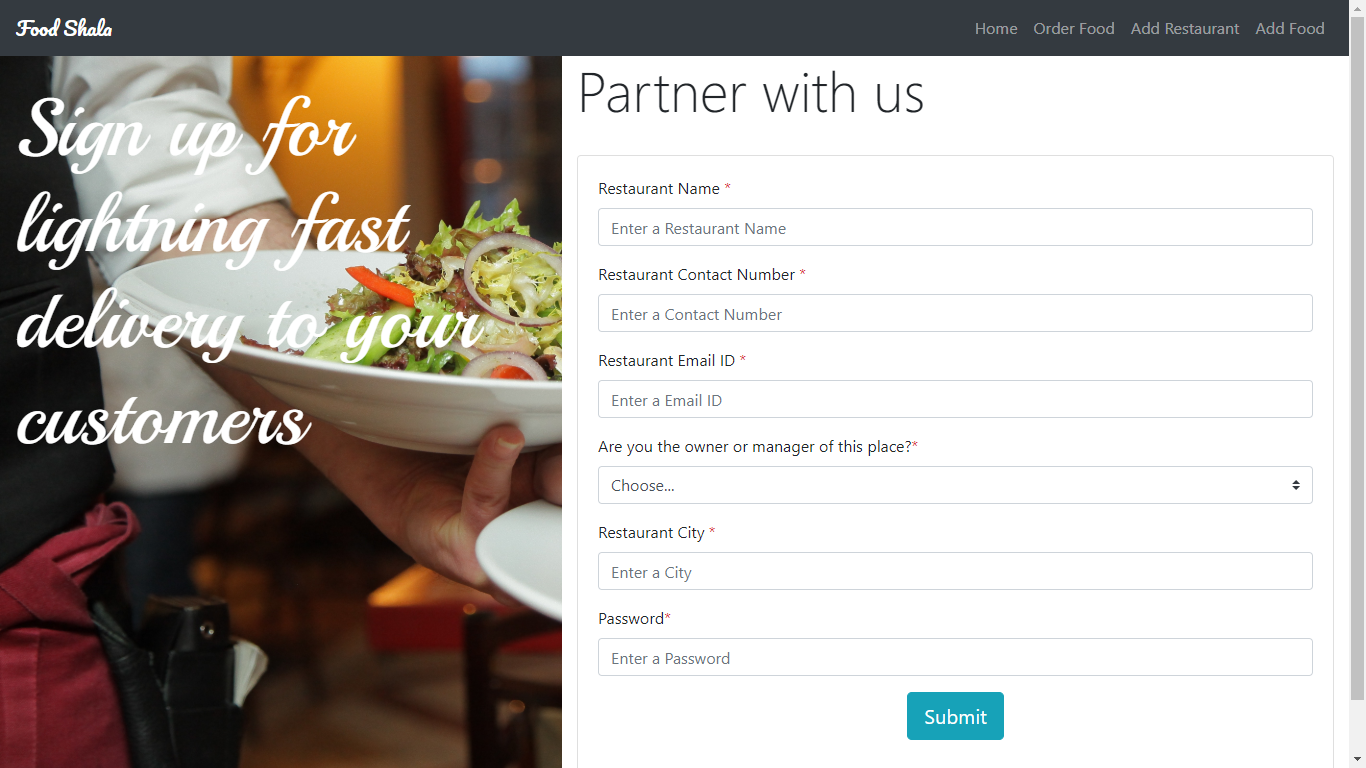 Food Shala
Home Order Food Add Restaurant Add Food
Sign up for
lightning fast
delivery to your
customers
Partner with us
Restaurant Name *
Enter a Restaurant Name
Restaurant Contact Number *
Enter a Contact Number
Restaurant Email ID *
Enter a Email ID
Are you the owner or manager of this place?*
Choose...
Restaurant City *
Enter a City
Password*
Enter a Password
Submit